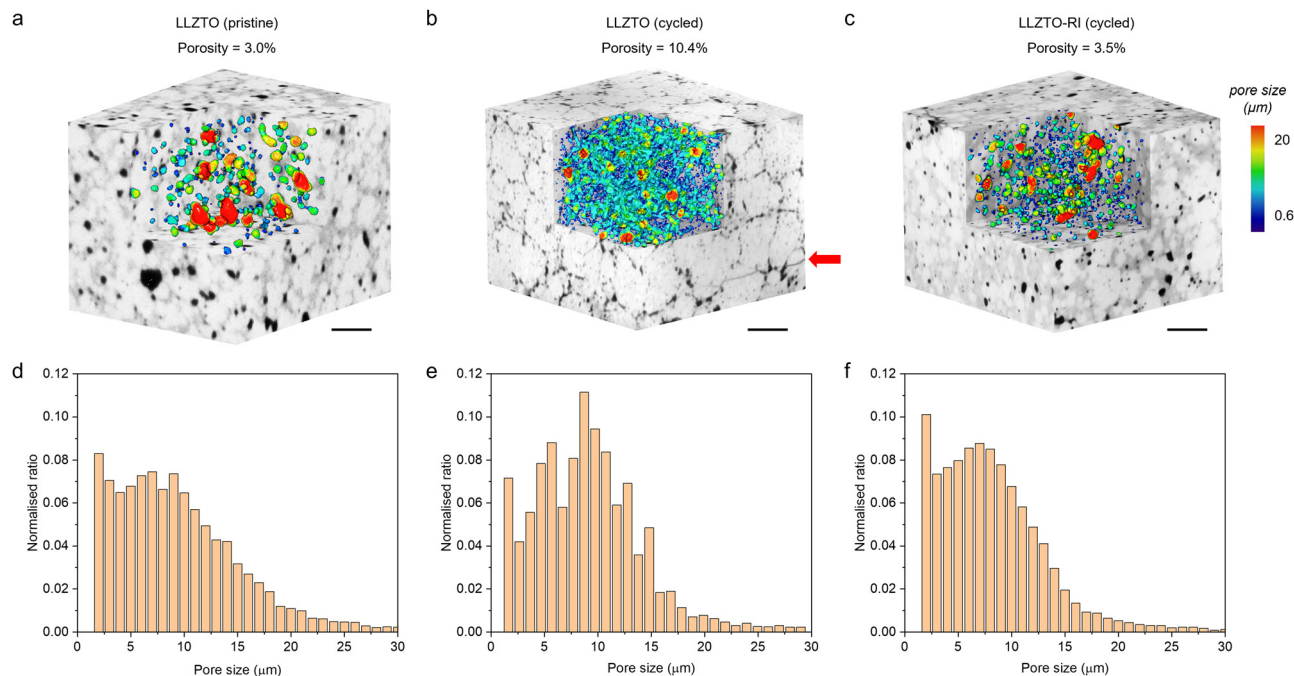 a
LLZTO (pristine)
Porosity = 3.0%
b
LLZTO (cycled)
Porosity = 10.4%
c
LLZTO-RI (cycled)
Porosity = 3.5%
pore size
(μm)
20
0.6
d
0.12
0.10
0.08
0.06
0.04
0.02
0.00
Normalised ratio
0
5
10
15
20
25
30
Pore size (μm)
e
0.12
0.10
0.08
0.06
0.04
0.02
0.00
Normalised ratio
0
5
10
15
20
25
30
Pore size (μm)
f
0.12
0.10
0.08
0.06
0.04
0.02
0.00
Normalised ratio
0
5
10
15
20
25
30
Pore size (μm)